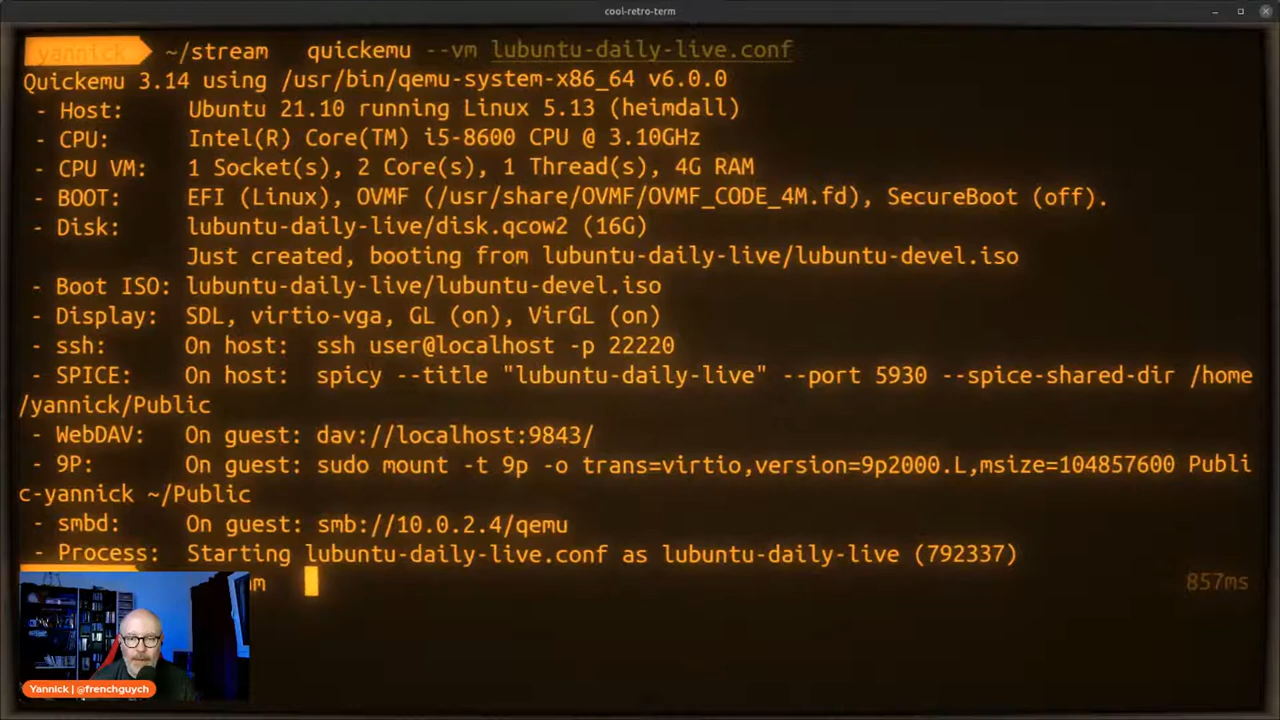 cool-retro-term
yannick ~/stream quickemu --vm lubuntu-daily-live.conf
Quickemu 3.14 using /usr/bin/qemu-system-x86_64 v6.0.0
- Host: Ubuntu 21.10 running Linux 5.13 (heimdall)
- CPU: Intel(R) Core(TM) i5-8600 CPU @ 3.10GHz
- CPU VM: 1 Socket(s), 2 Core(s), 1 Thread(s), 4G RAM
- BOOT: EFI (Linux), OVMF (/usr/share/OVMF/OVMF_CODE_4M.fd), SecureBoot (off).
- Disk: lubuntu-daily-live/disk.qcow2 (16G)
Just created, booting from lubuntu-daily-live/lubuntu-devel.iso
- Boot ISO: lubuntu-daily-live/lubuntu-devel.iso
- Display: SDL, virtio-vga, GL (on), VirGL (on)
- ssh: On host: ssh user@localhost -p 22220
- SPICE: On host: spicy --title "lubuntu-daily-live" --port 5930 --spice-shared-dir /home
/yannick/Public
- WebDAV: On guest: dav://localhost:9843/
- 9P: On guest: sudo mount -t 9p -o trans=virtio,version=9p2000.L,msize=104857600 Publi
c-yannick ~/Public
- smbd: On guest: smb://10.0.2.4/qemu
- Process: Starting lubuntu-daily-live.conf as lubuntu-daily-live (792337)
857ms
Yannick | @frenchguych